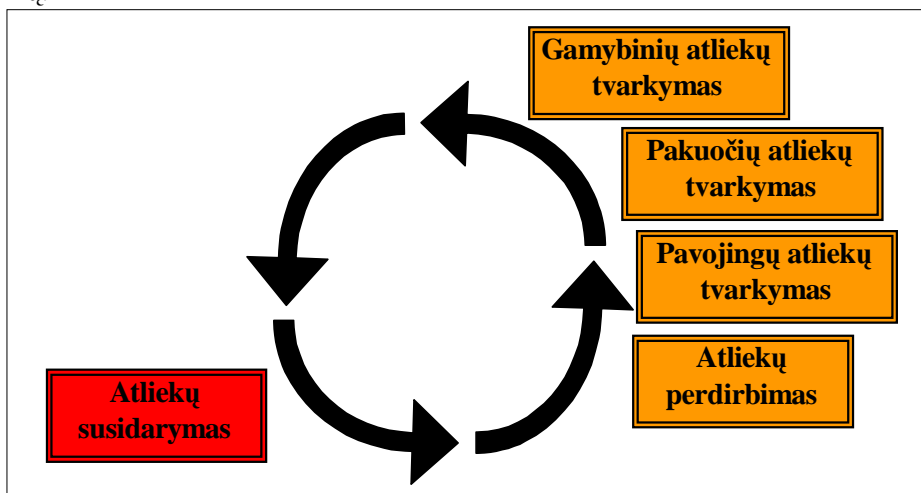 Gamybinių atliekų
tvarkymas
Pakuočių atliekų
tvarkymas
Pavojingų atliekų
tvarkymas
Atliekų
perdirbimas
Atliekų
susidarymas